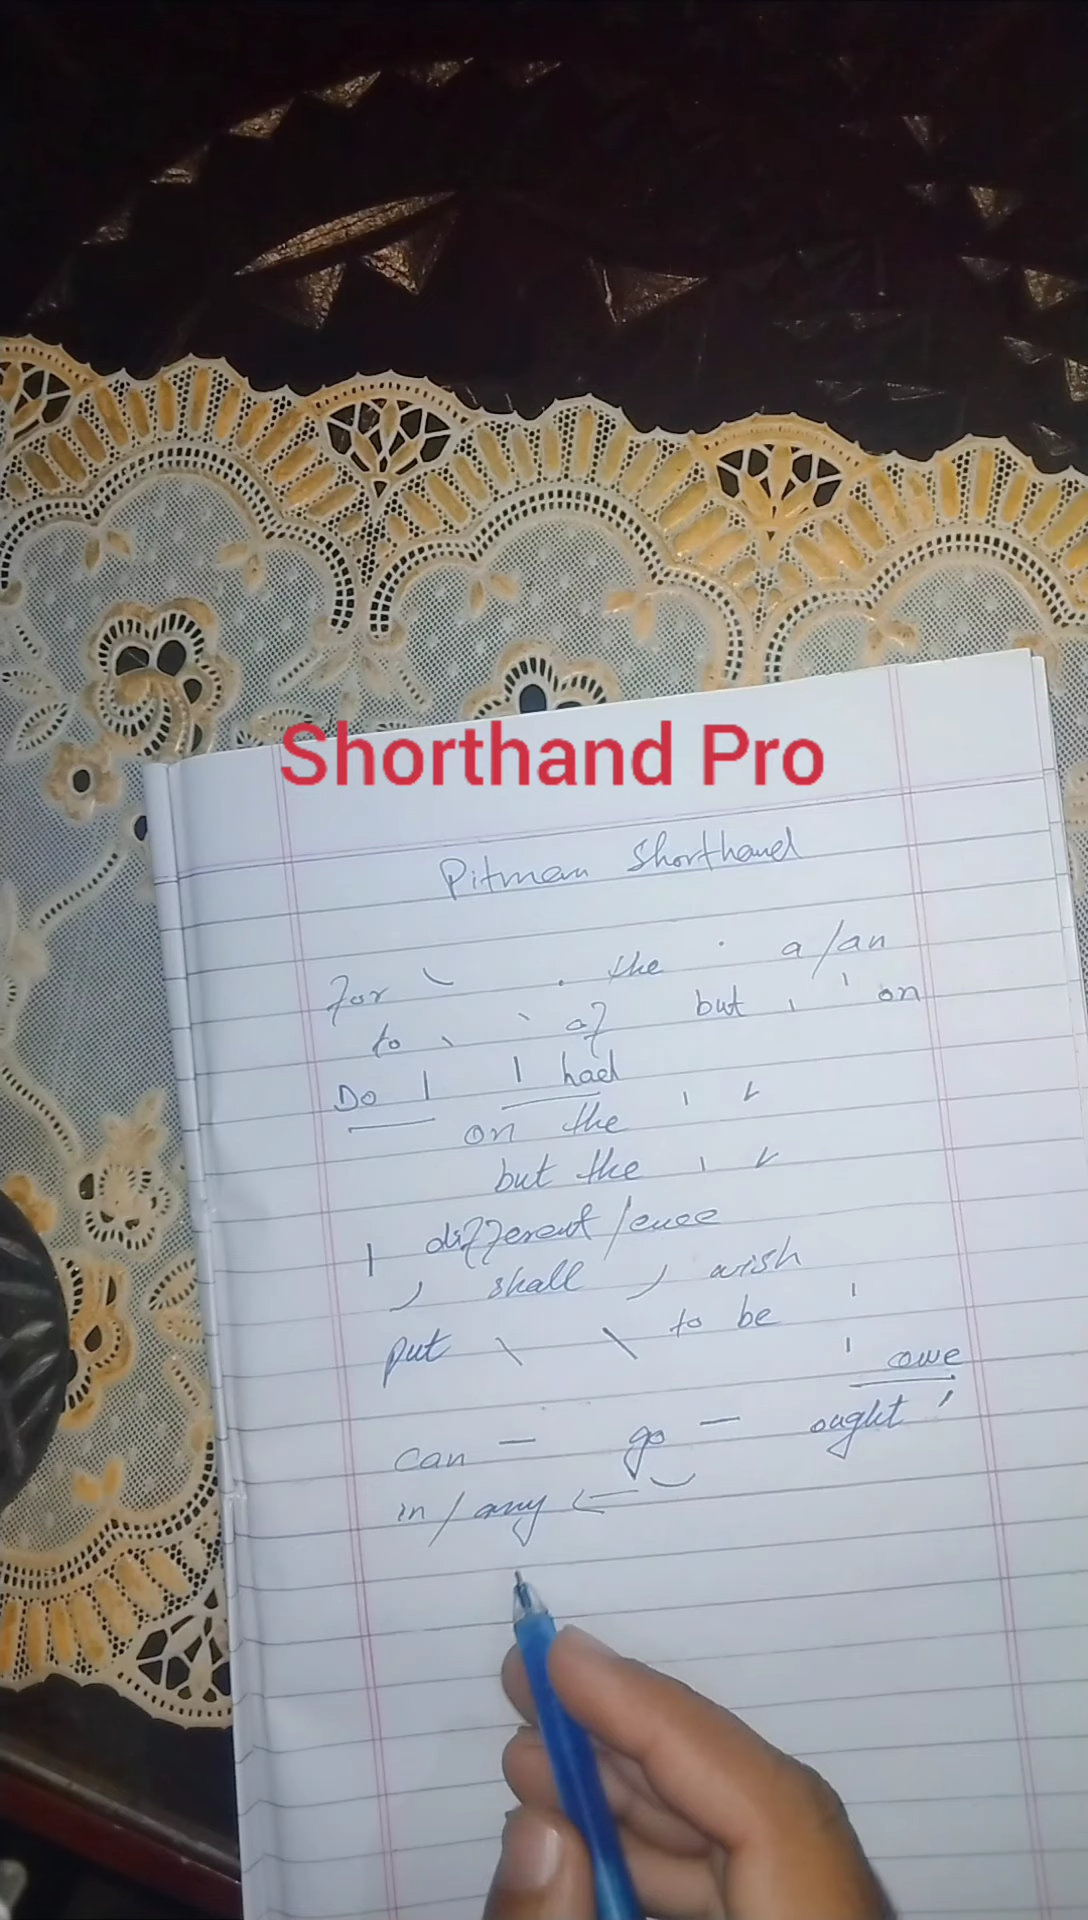 Shorthand Pro
Pitman Shorthand
For the a/an
to of but on
Do I had
on the
but the
different/ence
shall wish
put to be
owe
can go ought
in/any